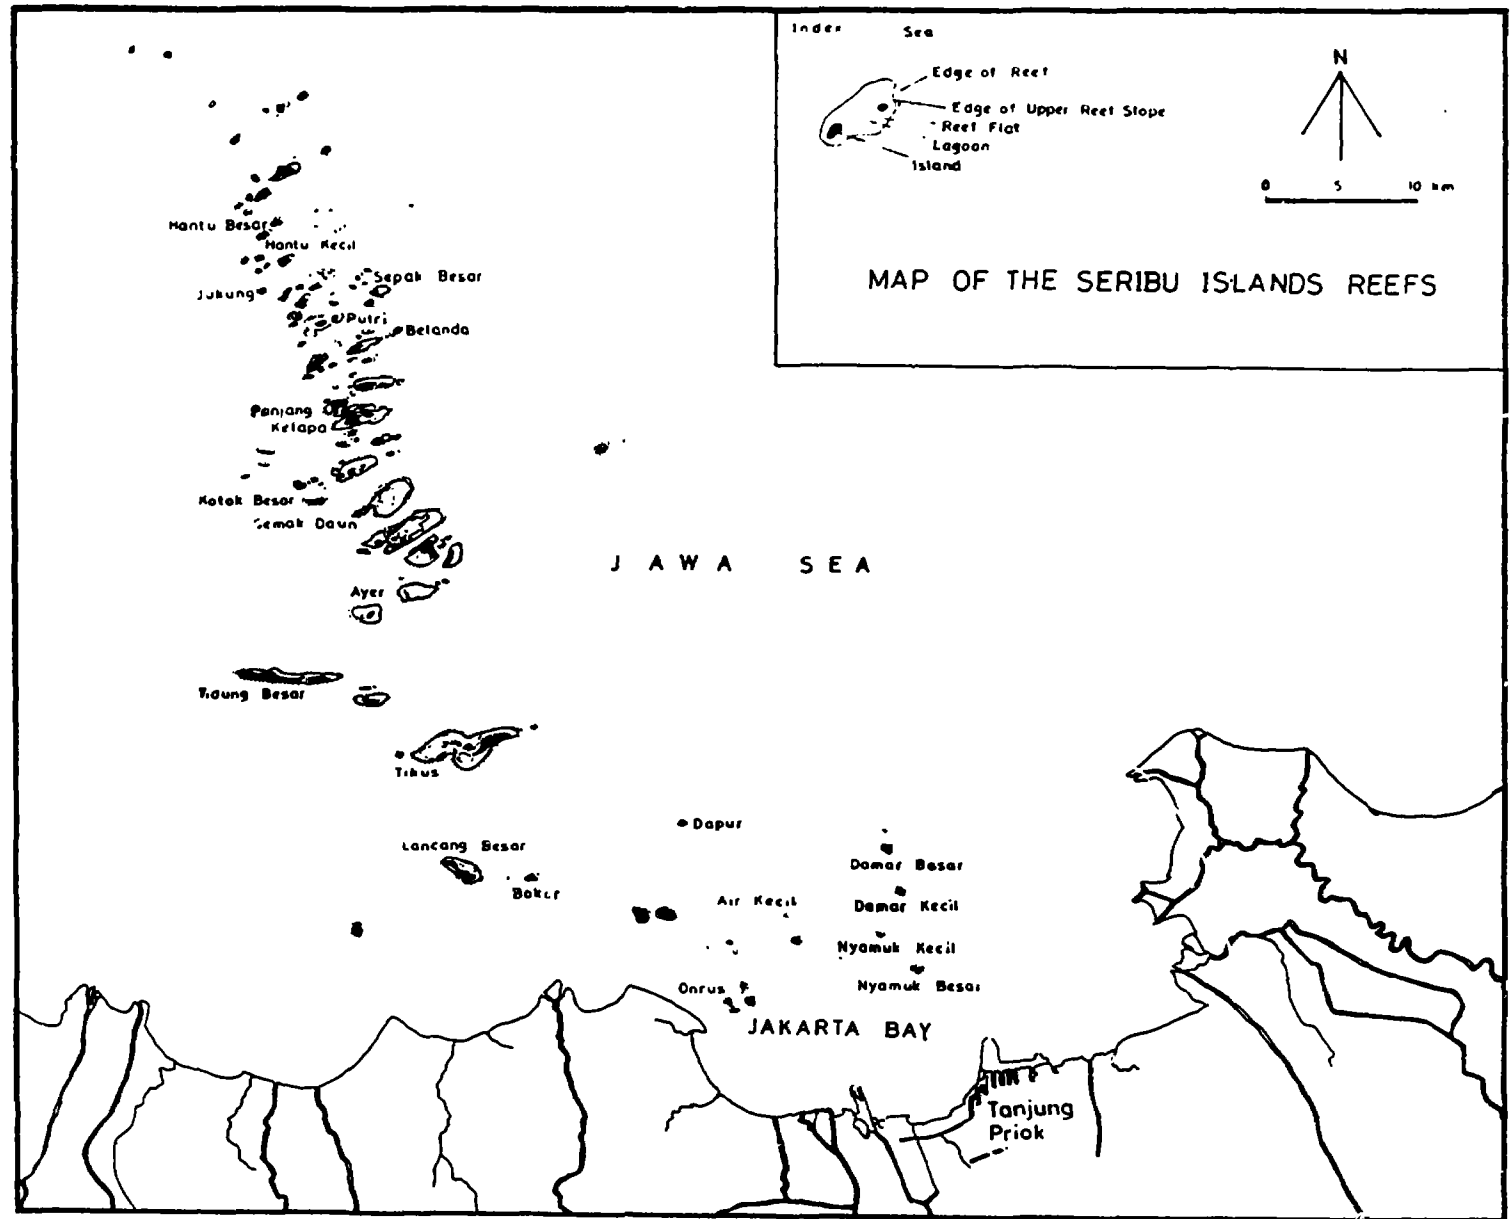 Index Sea
Edge of Reef
Edge of Upper Reef Slope
Reef Flat
Lagoon
Island
N
0 5 10 km
MAP OF THE SERIBU ISLANDS REEFS
Hantu Besar
Hantu Kecil
Sepak Besar
Jukung
Putri
Belanda
Panjang
Kelapa
Kotok Besar
Semak Daun
JAWA SEA
Ayer
Tidung Besar
Tikus
Dapur
Lancang Besar
Damar Besar
Bokor
Air Kecil
Damar Kecil
Nyamuk Kecil
Onrus
Nyamuk Besar
JAKARTA BAY
Tanjung
Priok